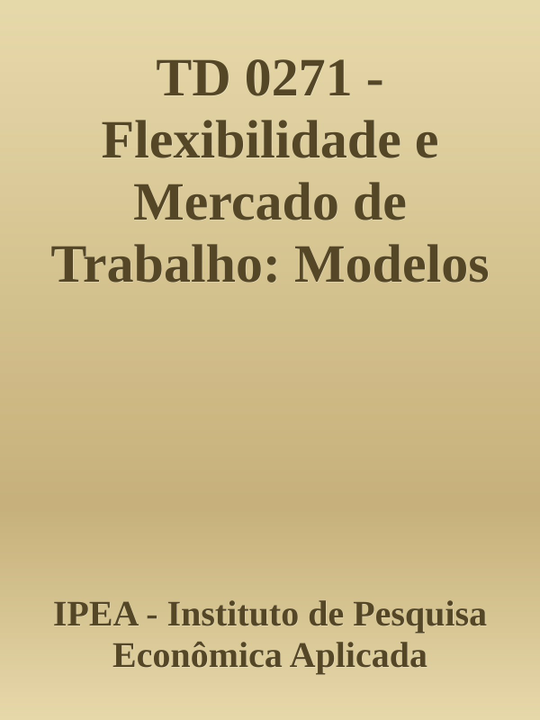 TD 0271 -
Flexibilidade e
Mercado de
Trabalho: Modelos
IPEA - Instituto de Pesquisa
Econômica Aplicada